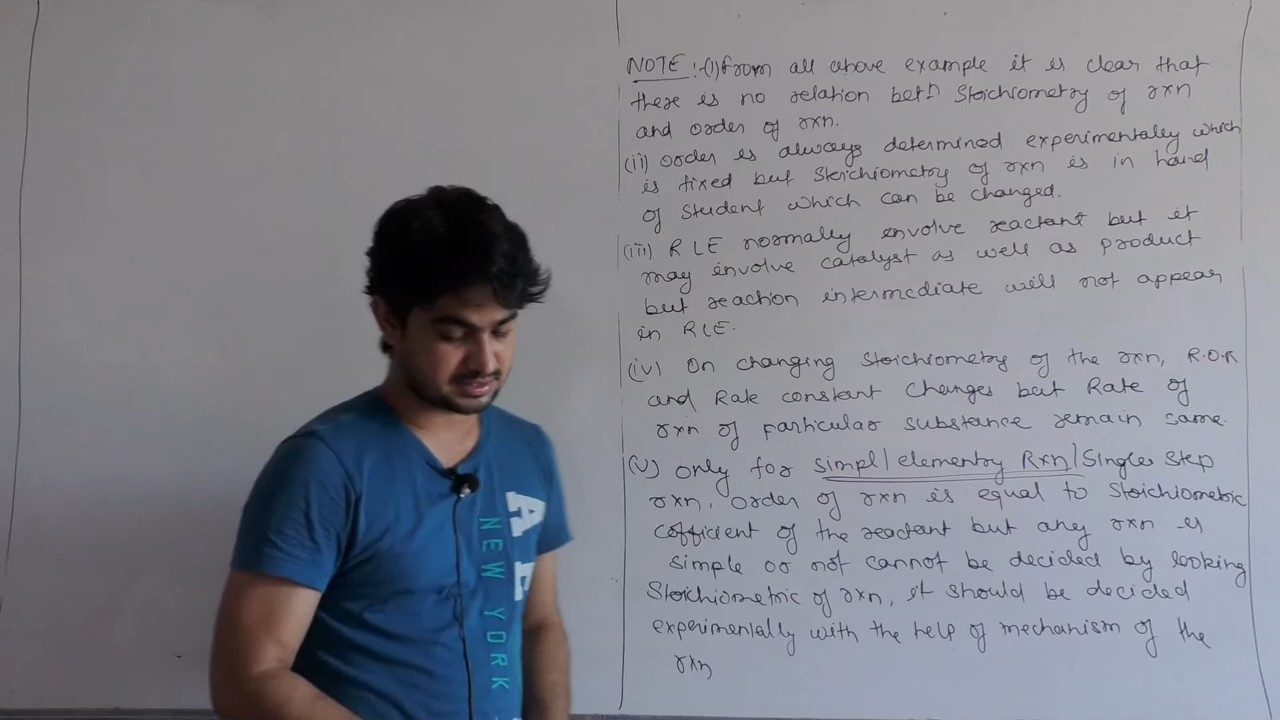 NOTE :-(i) from all above example it is clear that
there is no relation betn Stoichiometry of rxn
and order of rxn.
(ii) order is always determined experimentally which
is fixed but Stoichiometry of rxn is in hand
of student which can be changed.
(iii) RLE normally involve reactant but it
may involve catalyst as well as product
but reaction intermediate will not appear
in RLE.
(iv) On changing Stoichiometry of the rxn, R.O.R
and Rate constant changes but Rate of
rxn of particular substance remain same.
(v) only for simpl/elementry Rxn/Single step
rxn, order of rxn is equal to Stoichiometric
cofficient of the reactant but any rxn is
simple or not cannot be decided by looking
Stoichiometric of rxn, it should be decided
experimentally with the help of mechanism of the
rxn
NEW YORK